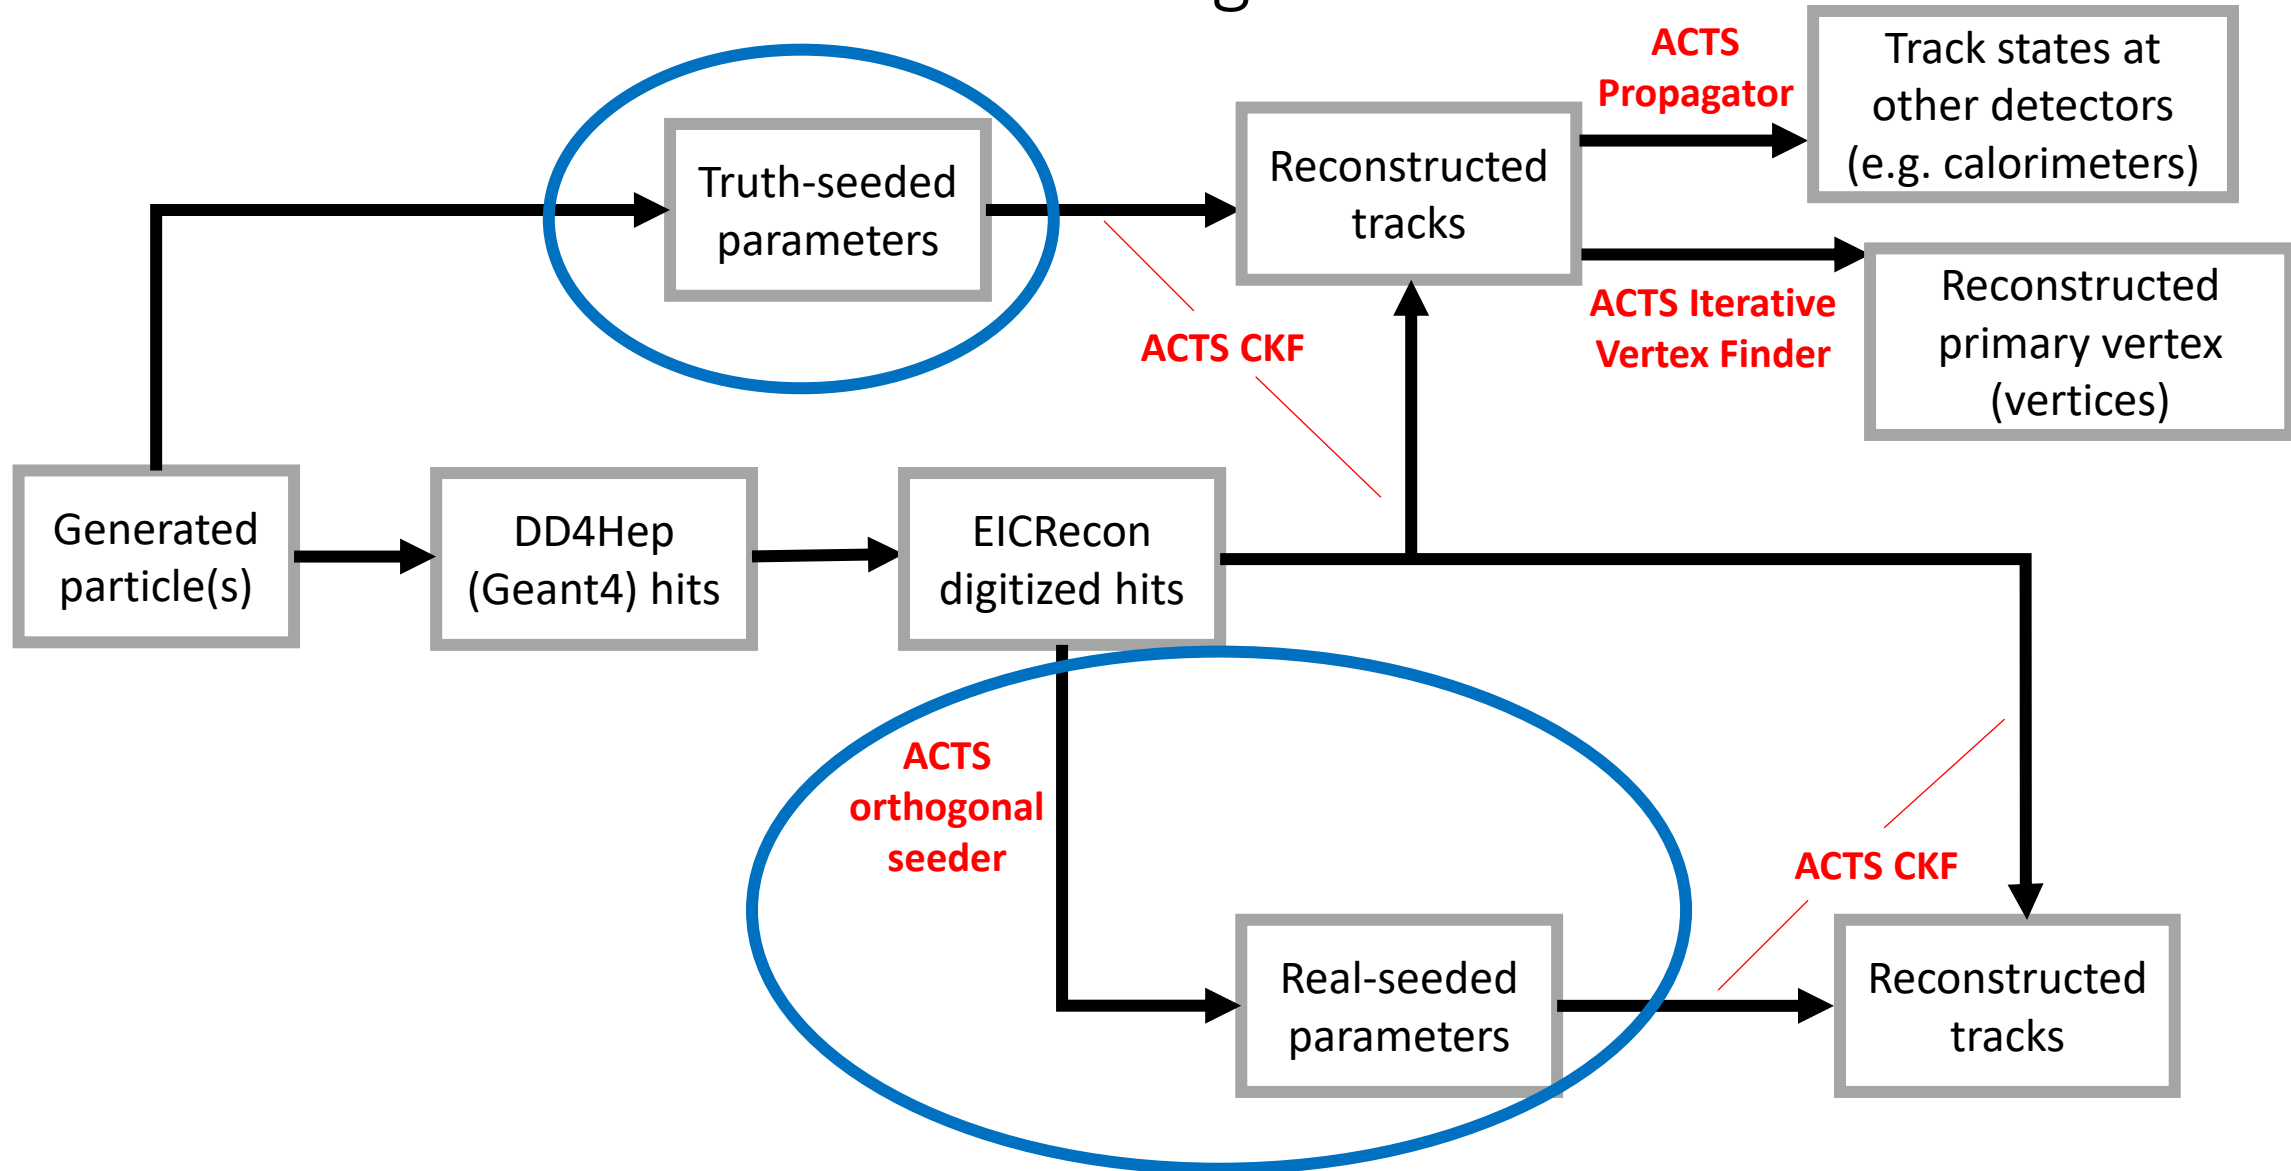 g
ACTS
Propagator
Track states at
other detectors
(e.g. calorimeters)
Truth-seeded
parameters
Reconstructed
tracks
ACTS CKF
ACTS Iterative
Vertex Finder
Reconstructed
primary vertex
(vertices)
Generated
particle(s)
DD4Hep
(Geant4) hits
EICRecon
digitized hits
ACTS
orthogonal
seeder
ACTS CKF
Real-seeded
parameters
Reconstructed
tracks